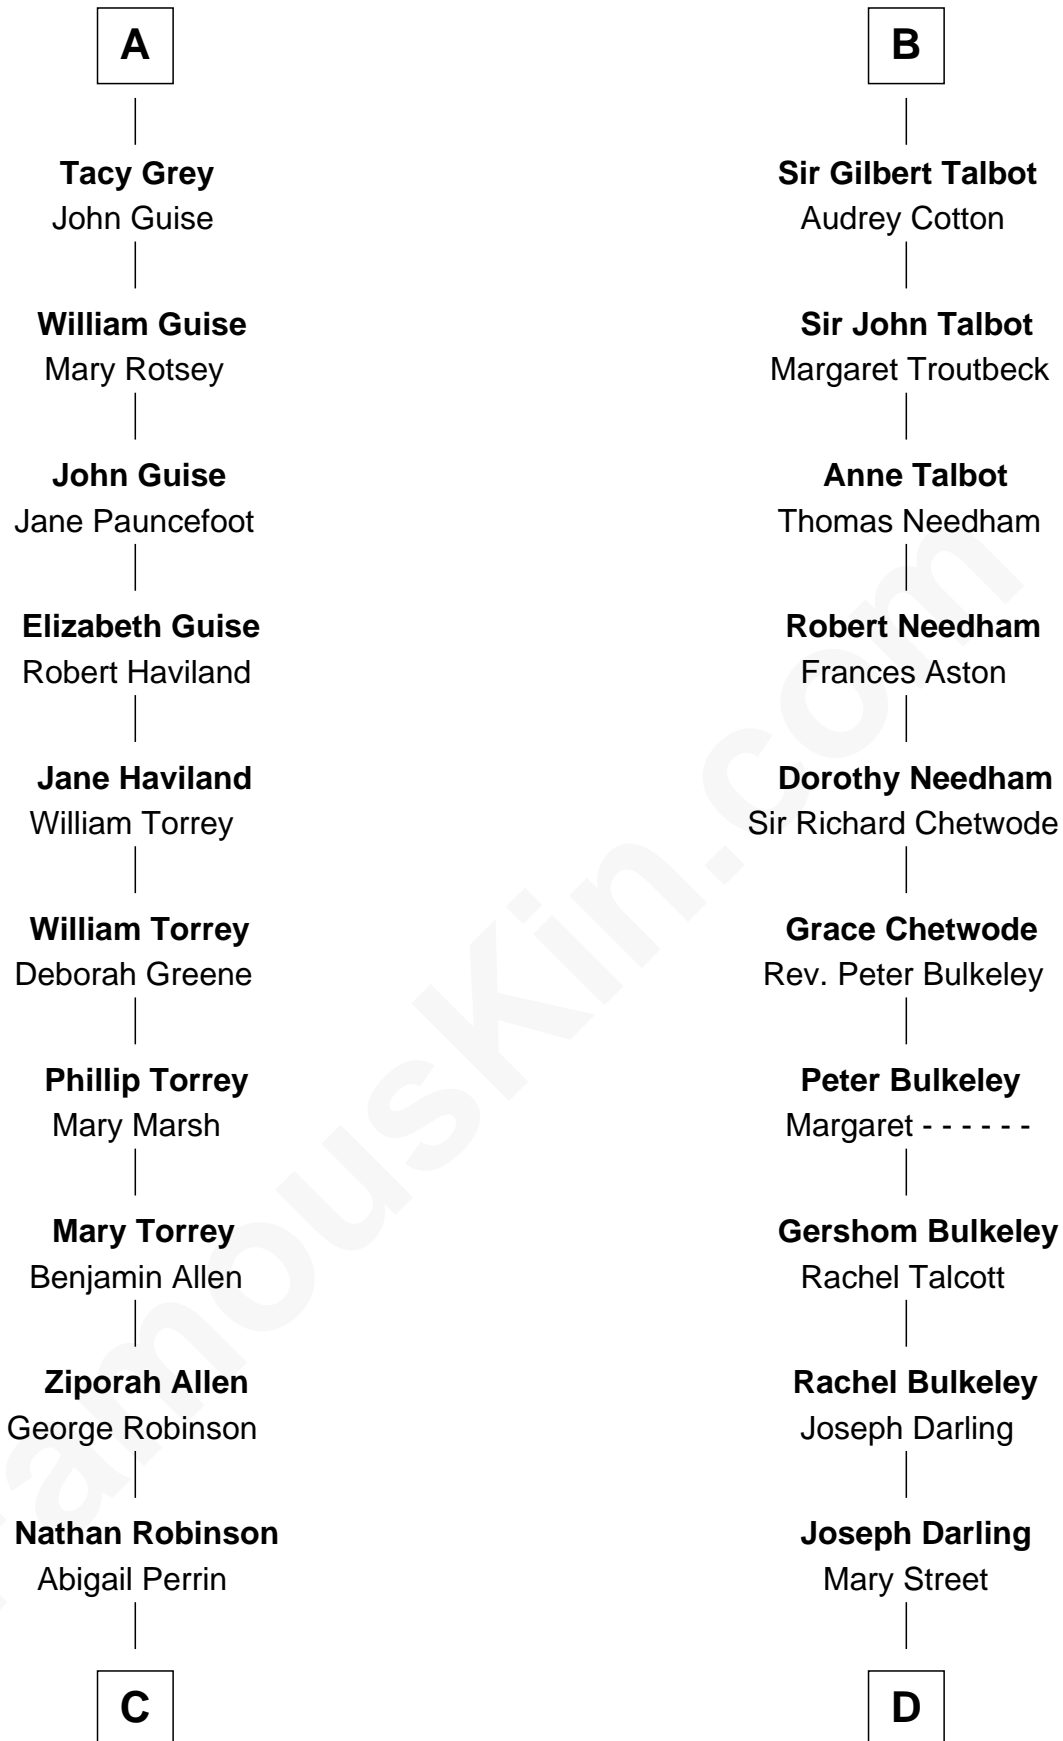 A
Tacy Grey
John Guise
William Guise
Mary Rotsey
John Guise
Jane Pauncefoot
Elizabeth Guise
Robert Haviland
Jane Haviland
William Torrey
William Torrey
Deborah Greene
Phillip Torrey
Mary Marsh
Mary Torrey
Benjamin Allen
Ziporah Allen
George Robinson
Nathan Robinson
Abigail Perrin
C
B
Sir Gilbert Talbot
Audrey Cotton
Sir John Talbot
Margaret Troutbeck
Anne Talbot
Thomas Needham
Robert Needham
Frances Aston
Dorothy Needham
Sir Richard Chetwode
Grace Chetwode
Rev. Peter Bulkeley
Peter Bulkeley
Margaret - - - - - -
Gershom Bulkeley
Rachel Talcott
Rachel Bulkeley
Joseph Darling
Joseph Darling
Mary Street
D
FamousKin.com